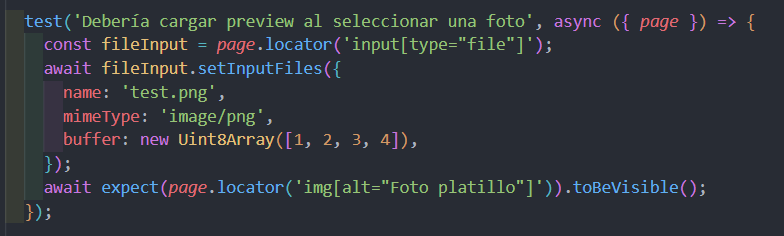 test('Debería cargar preview al seleccionar una foto', async ({ page }) => {
  const fileInput = page.locator('input[type="file"]');
  await fileInput.setInputFiles({
    name: 'test.png',
    mimeType: 'image/png',
    buffer: new Uint8Array([1, 2, 3, 4]),
  });
  await expect(page.locator('img[alt="Foto platillo"]')).toBeVisible();
});